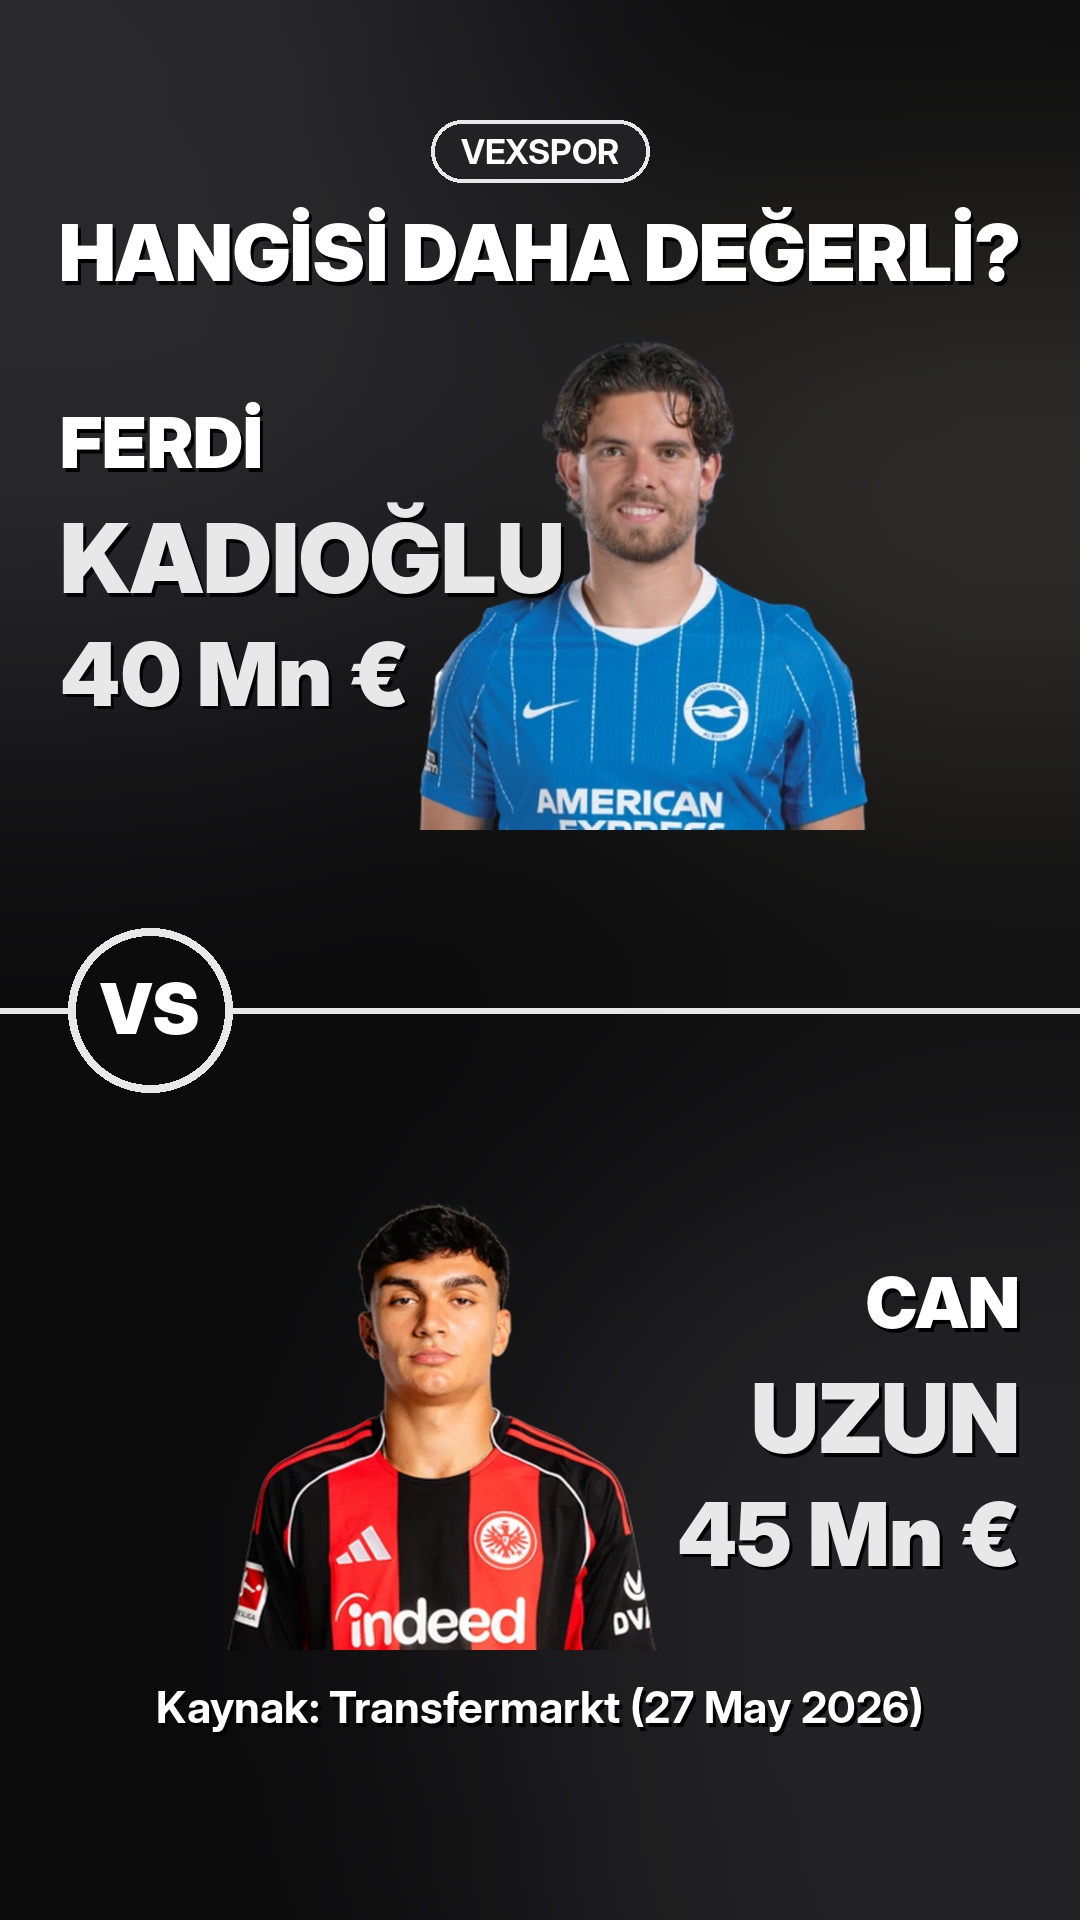 VEXSPOR
HANGİSİ DAHA DEĞERLİ?
FERDİ
KADIOĞLU
40 Mn €
AMERICAN
EXPRESS
VS
CAN
UZUN
45 Mn €
indeed
Kaynak: Transfermarkt (27 May 2026)